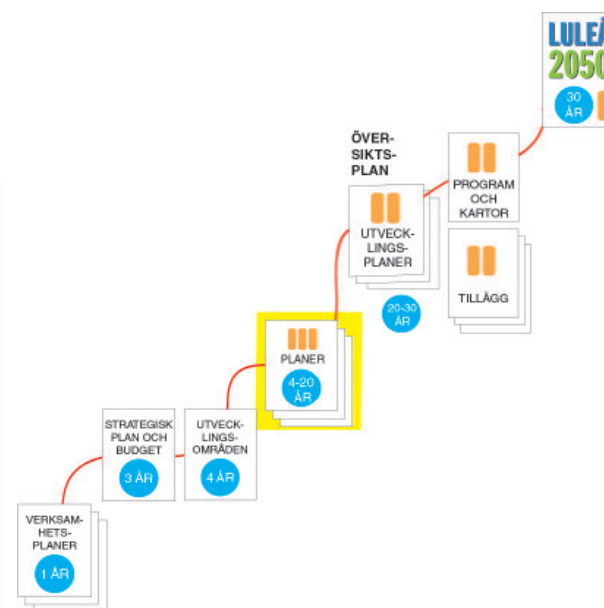 LULEÅ
2050
30
ÅR
ÖVER-
SIKTS-
PLAN
PROGRAM
OCH
KARTOR
UTVECK-
LINGS-
PLANER
TILLÄGG
20-30
ÅR
PLANER
4-20
ÅR
STRATEGISK
PLAN OCH
BUDGET
3 ÅR
UTVECK-
LINGS-
OMRÅDEN
4 ÅR
VERKSAM-
HETS-
PLANER
1 ÅR